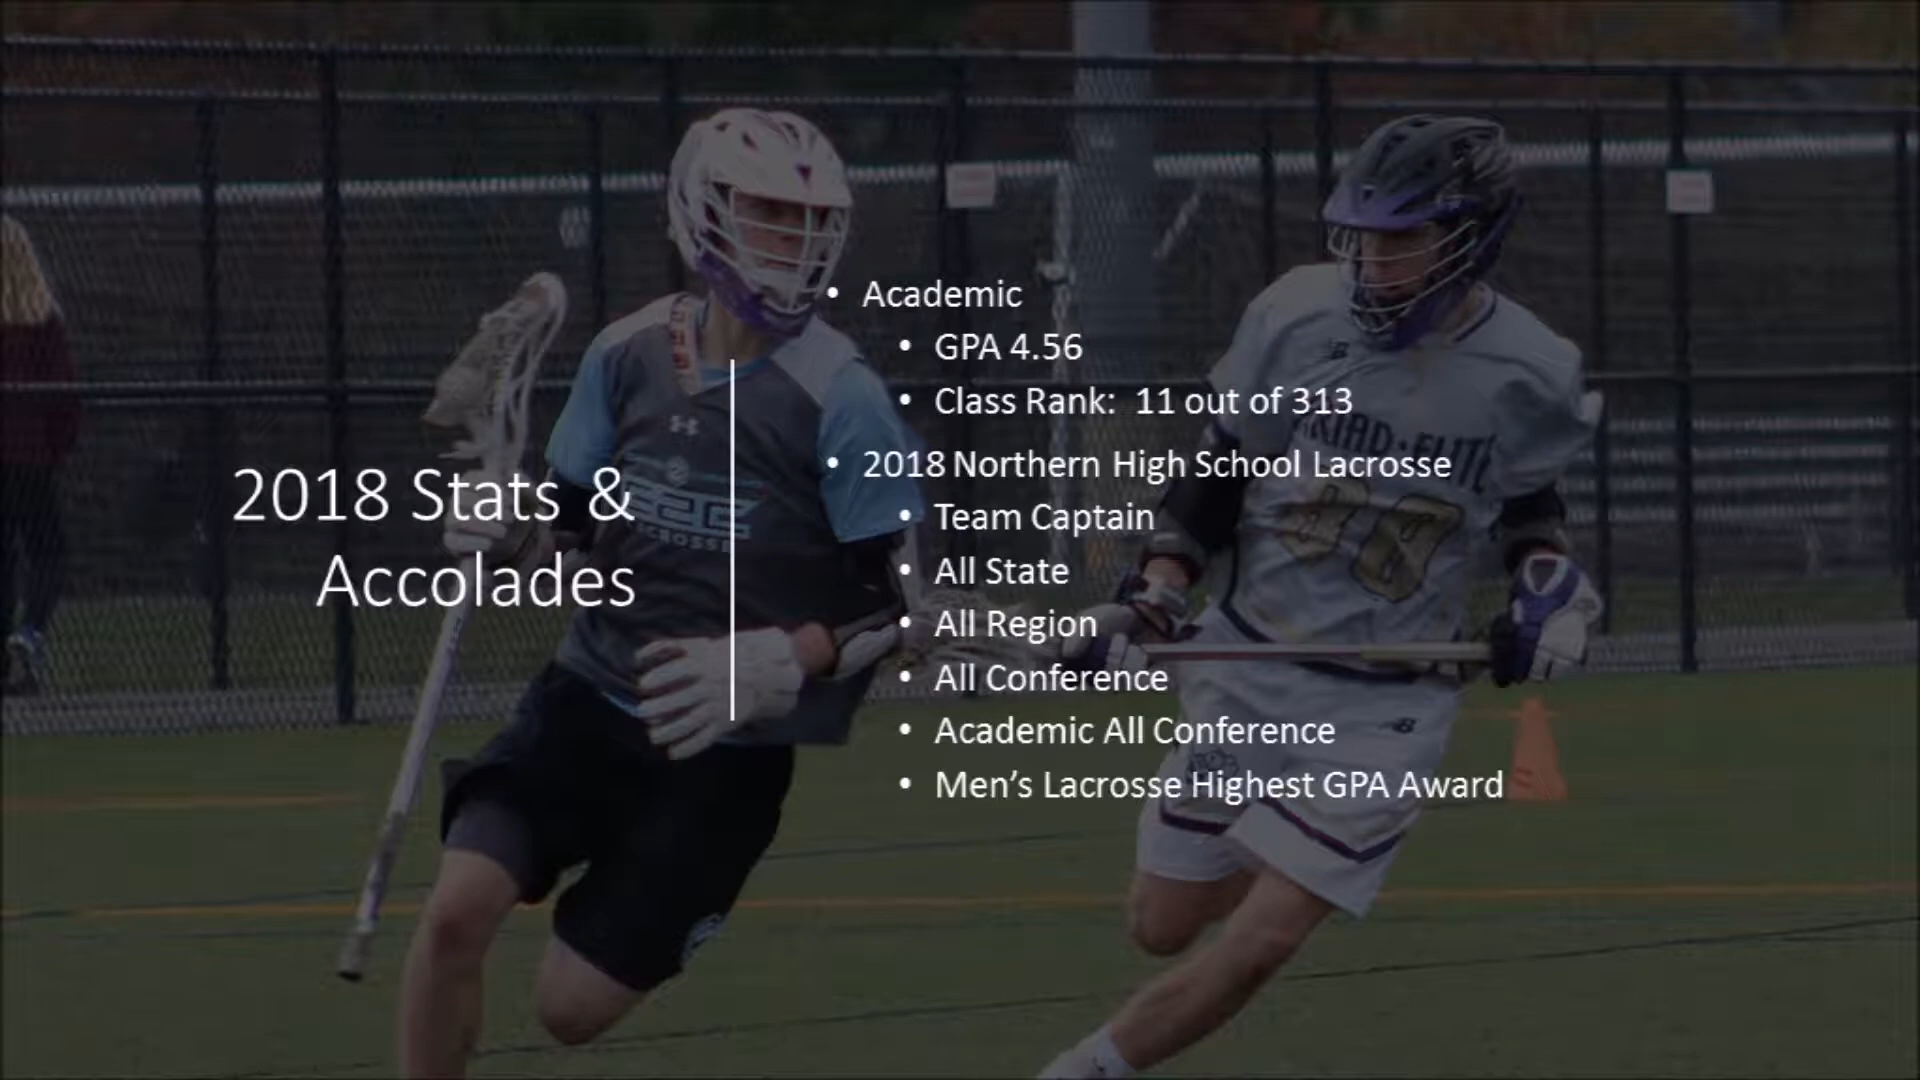 2018 Stats &
Accolades
• Academic
• GPA 4.56
• Class Rank: 11 out of 313
• 2018 Northern High School Lacrosse
• Team Captain
• All State
• All Region
• All Conference
• Academic All Conference
• Men’s Lacrosse Highest GPA Award
LACROSSE